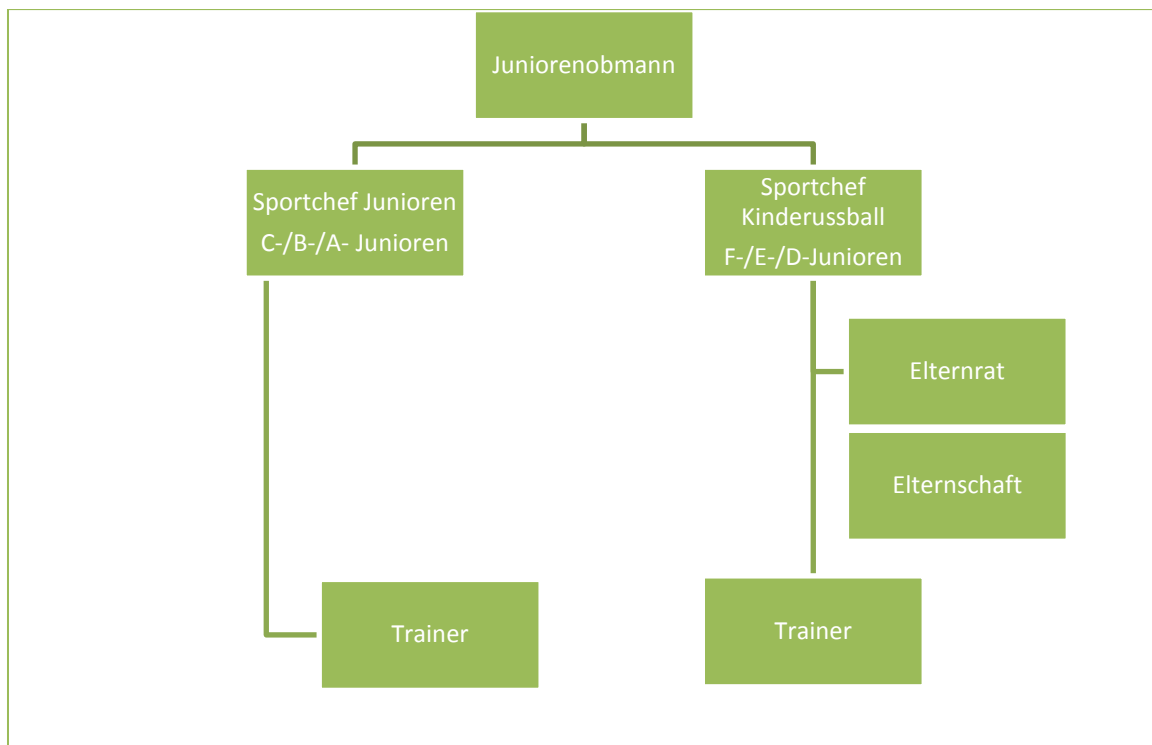 Juniorenobmann
Sportchef Junioren
C-/B-/A- Junioren
Sportchef
Kinderussball
F-/E-/D-Junioren
Elternrat
Elternschaft
Trainer
Trainer